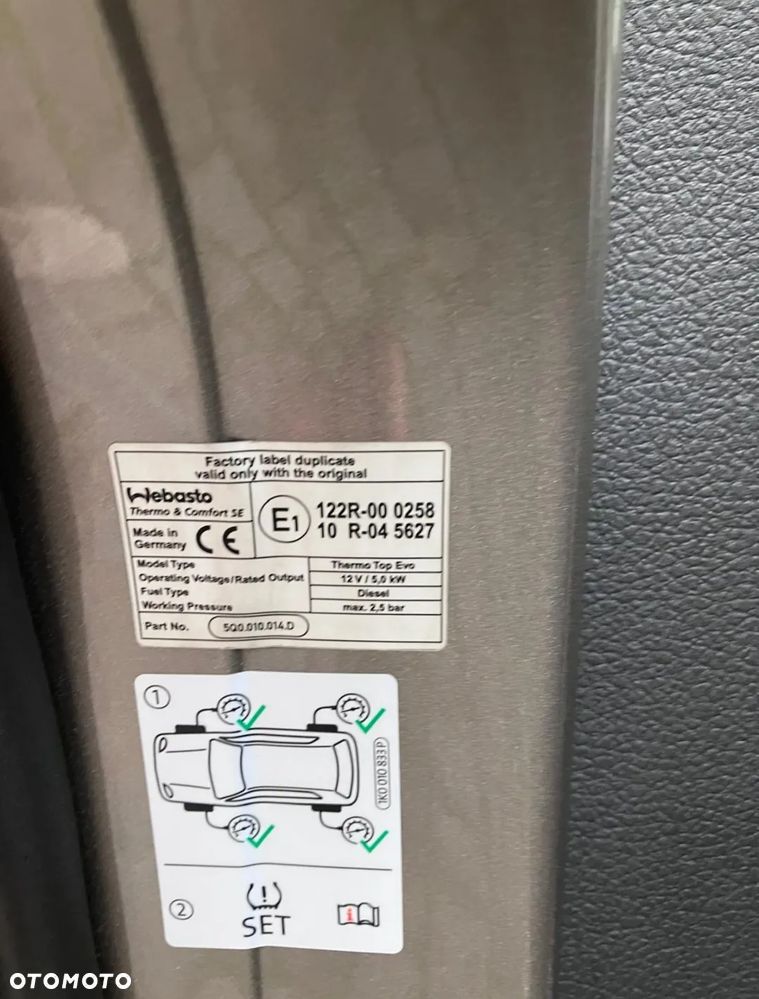 Factory label duplicate
valid only with the original
Webasto
Thermo & Comfort SE
Made in
Germany
CE
E1
122R-00 0258
10 R-04 5627
Model Type
Thermo Top Evo
Operating Voltage/Rated Output
12 V / 5,0 kW
Fuel Type
Diesel
Working Pressure
max. 2,5 bar
Part No.
5Q0.010.014.D
1
1K0 010 833 P
2
SET
i
OTOMOTO